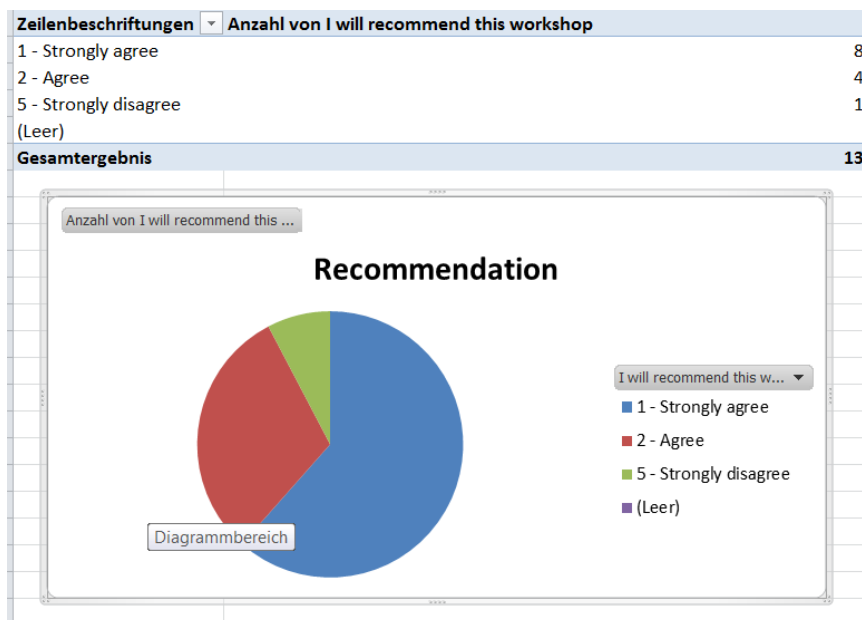 Zeilenbeschriftungen Anzahl von I will recommend this workshop
1 - Strongly agree 8
2 - Agree 4
5 - Strongly disagree 1
(Leer)
Gesamtergebnis 13
Anzahl von I will recommend this ...
Recommendation
I will recommend this w...
1 - Strongly agree
2 - Agree
5 - Strongly disagree
(Leer)
Diagrammbereich